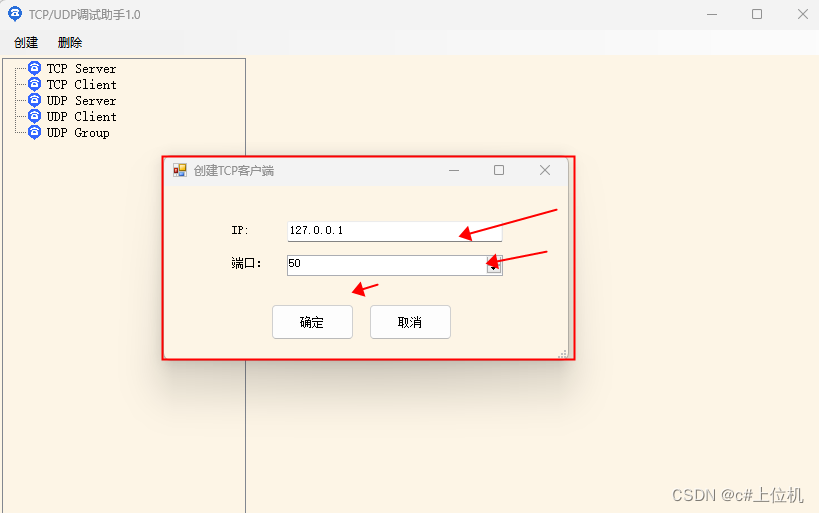 TCP/UDP调试助手1.0
创建 删除
TCP Server
TCP Client
UDP Server
UDP Client
UDP Group
创建TCP客户端
IP: 127.0.0.1
端口: 50
确定 取消
CSDN @c#上位机